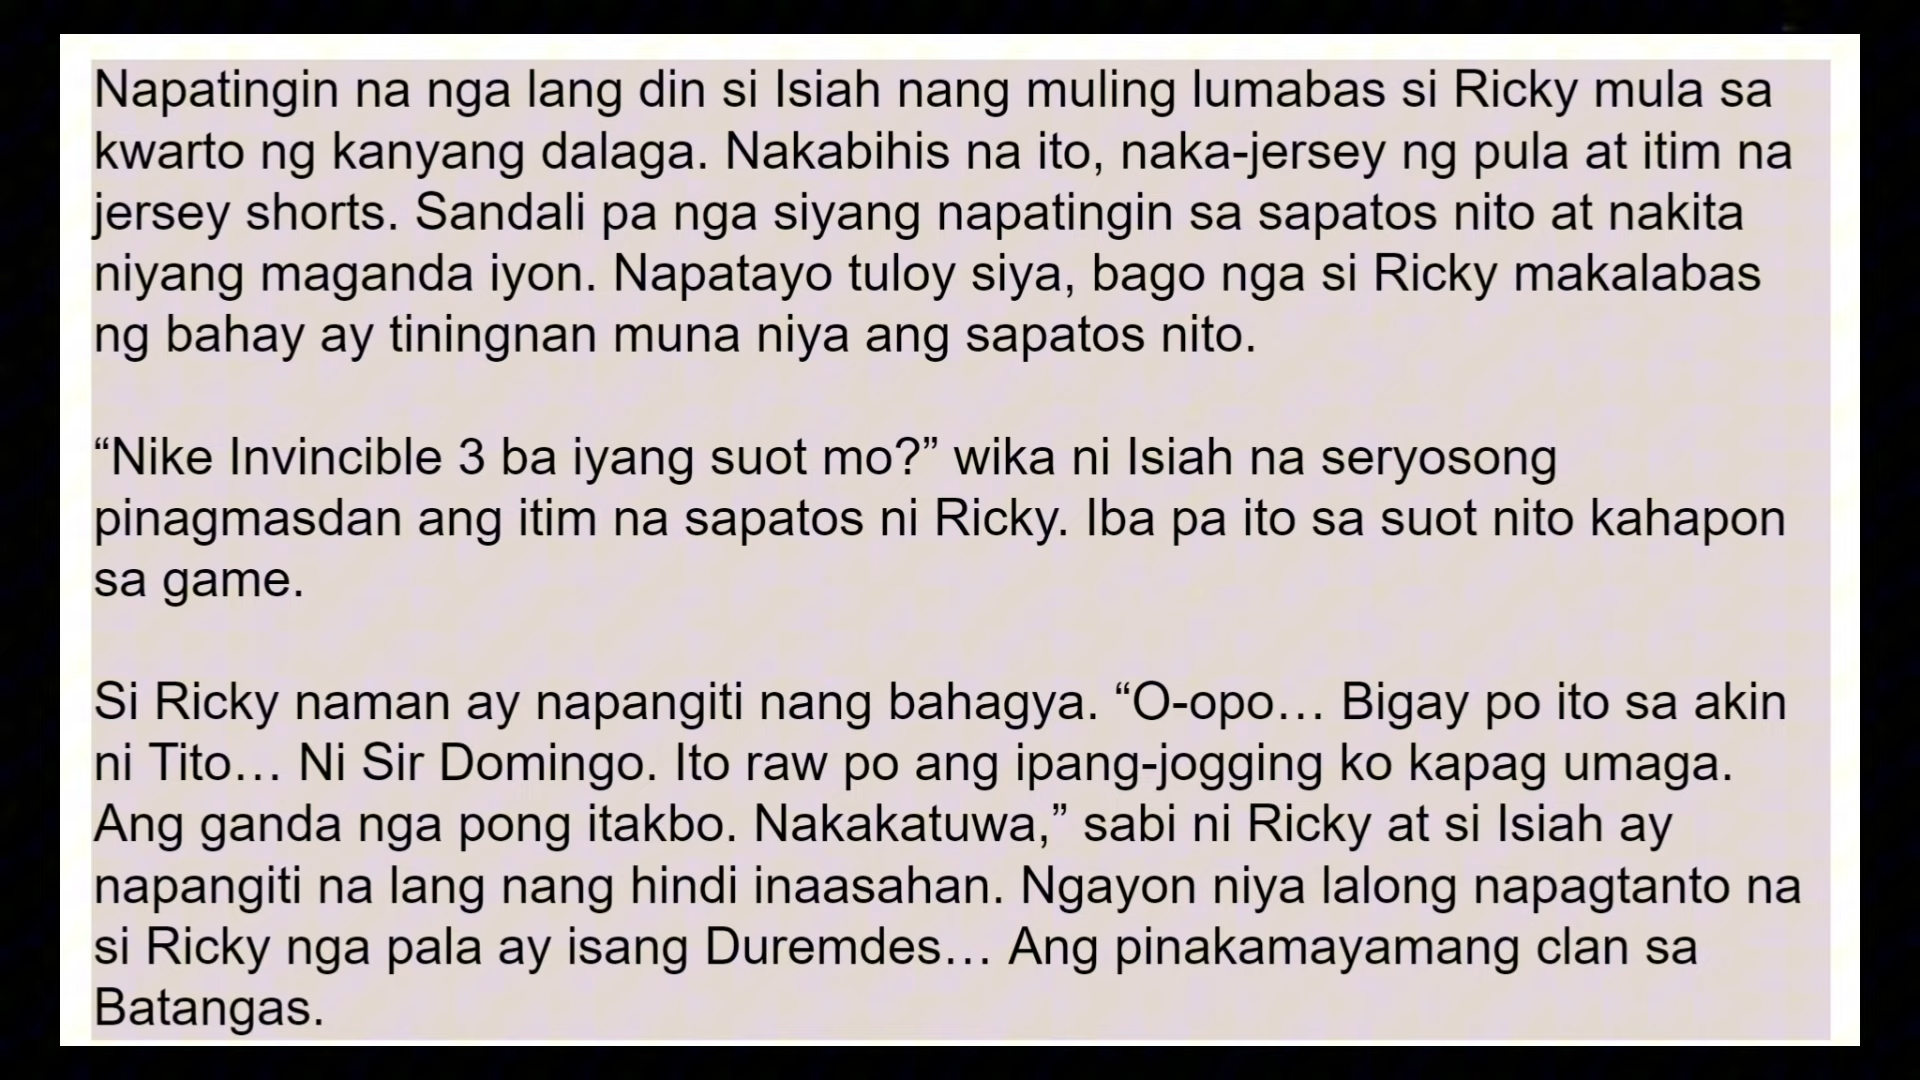 Napatingin na nga lang din si Isiah nang muling lumabas si Ricky mula sa
kwarto ng kanyang dalaga. Nakabihis na ito, naka-jersey ng pula at itim na
jersey shorts. Sandali pa nga siyang napatingin sa sapatos nito at nakita
niyang maganda iyon. Napatayo tuloy siya, bago nga si Ricky makalabas
ng bahay ay tiningnan muna niya ang sapatos nito.
“Nike Invincible 3 ba iyang suot mo?” wika ni Isiah na seryosong
pinagmasdan ang itim na sapatos ni Ricky. Iba pa ito sa suot nito kahapon
sa game.
Si Ricky naman ay napangiti nang bahagya. “O-opo… Bigay po ito sa akin
ni Tito… Ni Sir Domingo. Ito raw po ang ipang-jogging ko kapag umaga.
Ang ganda nga pong itakbo. Nakakatuwa,” sabi ni Ricky at si Isiah ay
napangiti na lang nang hindi inaasahan. Ngayon niya lalong napagtanto na
si Ricky nga pala ay isang Duremdes… Ang pinakamayamang clan sa
Batangas.